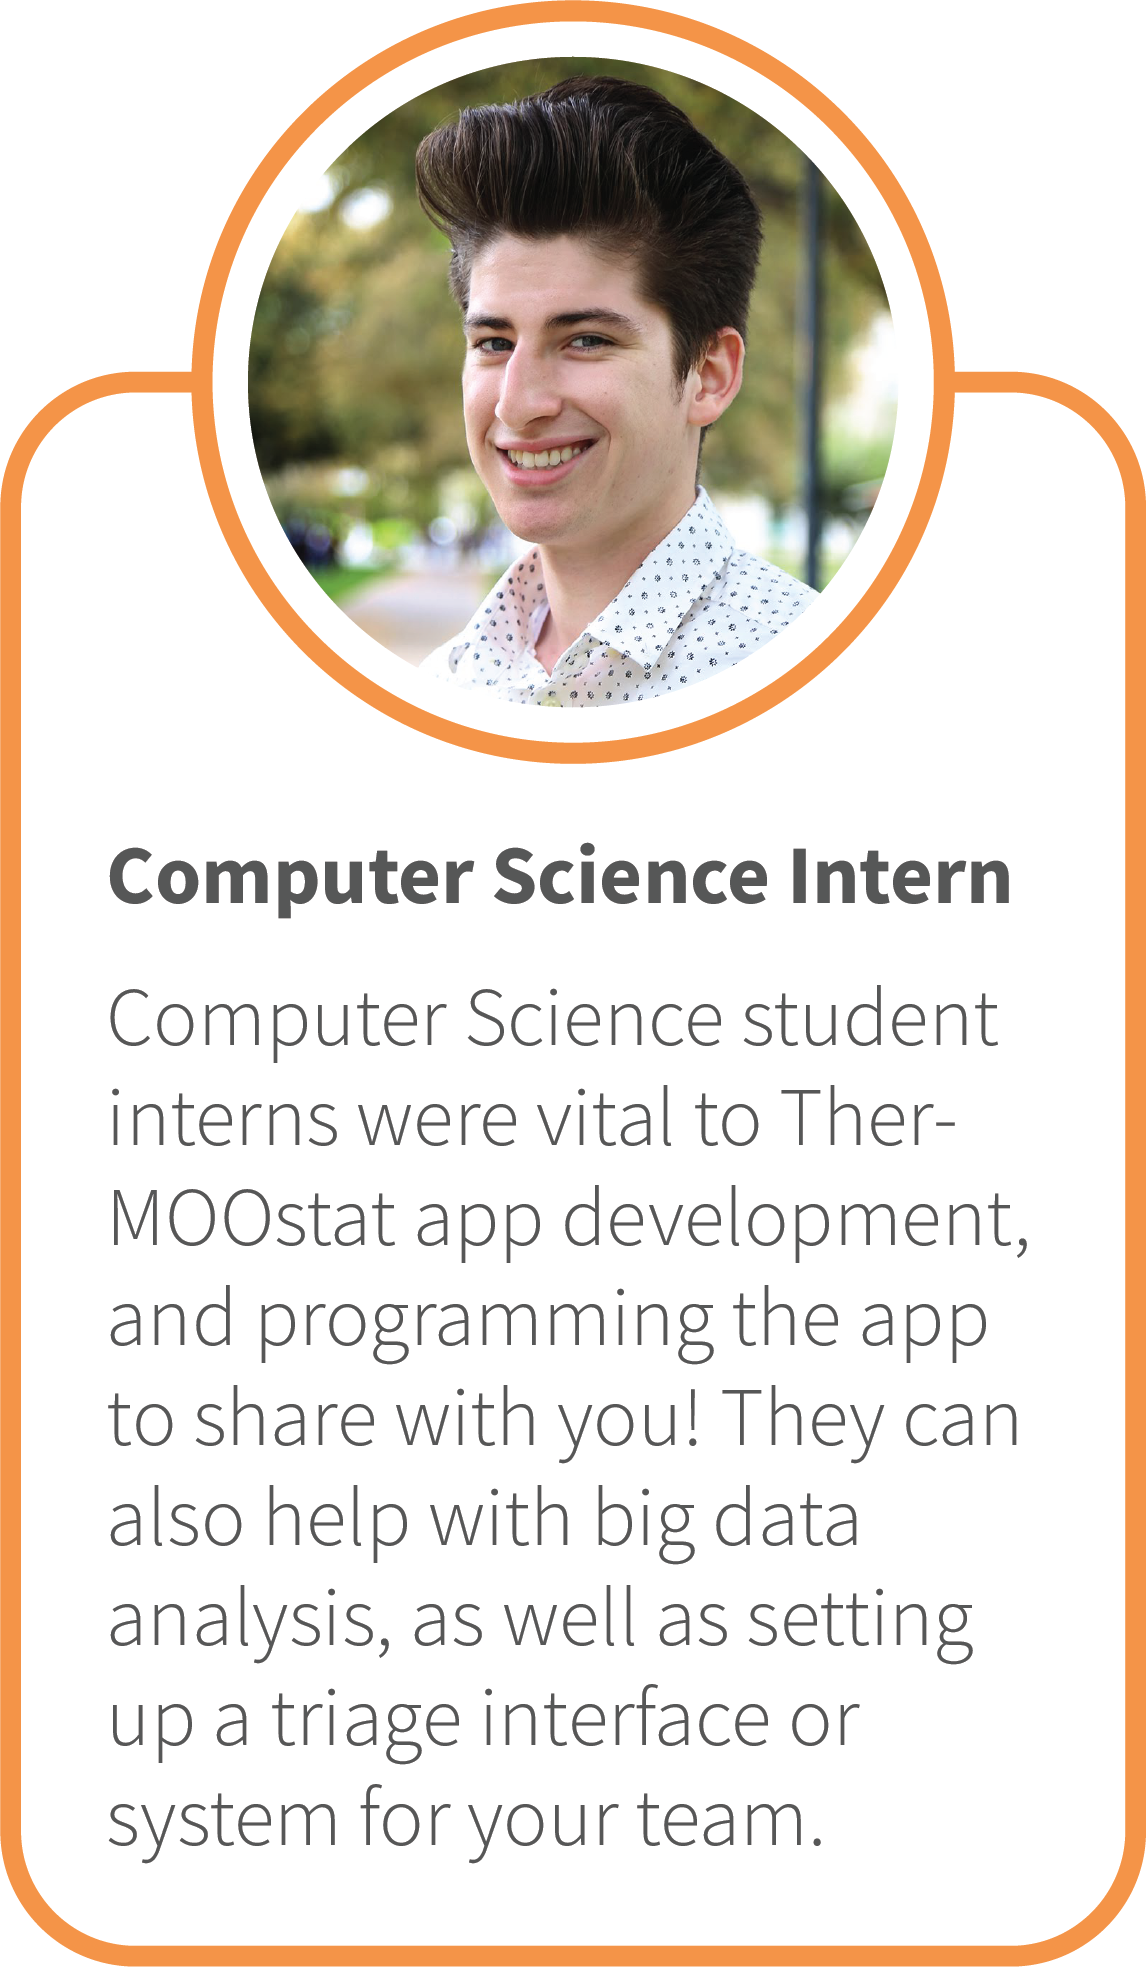 Computer Science Intern
Computer Science student
interns were vital to Ther-
MOOstat app development,
and programming the app
to share with you! They can
also help with big data
analysis, as well as setting
up a triage interface or
system for your team.